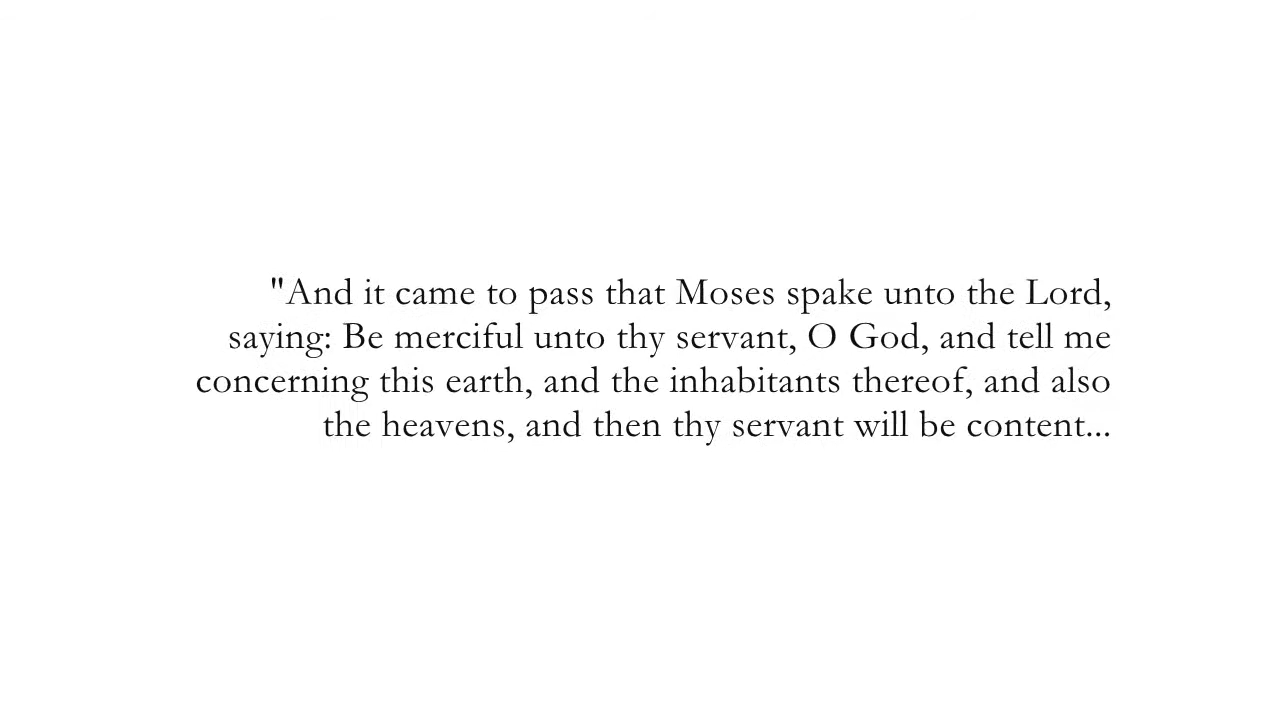 "And it came to pass that Moses spake unto the Lord,
saying: Be merciful unto thy servant, O God, and tell me
concerning this earth, and the inhabitants thereof, and also
the heavens, and then thy servant will be content...